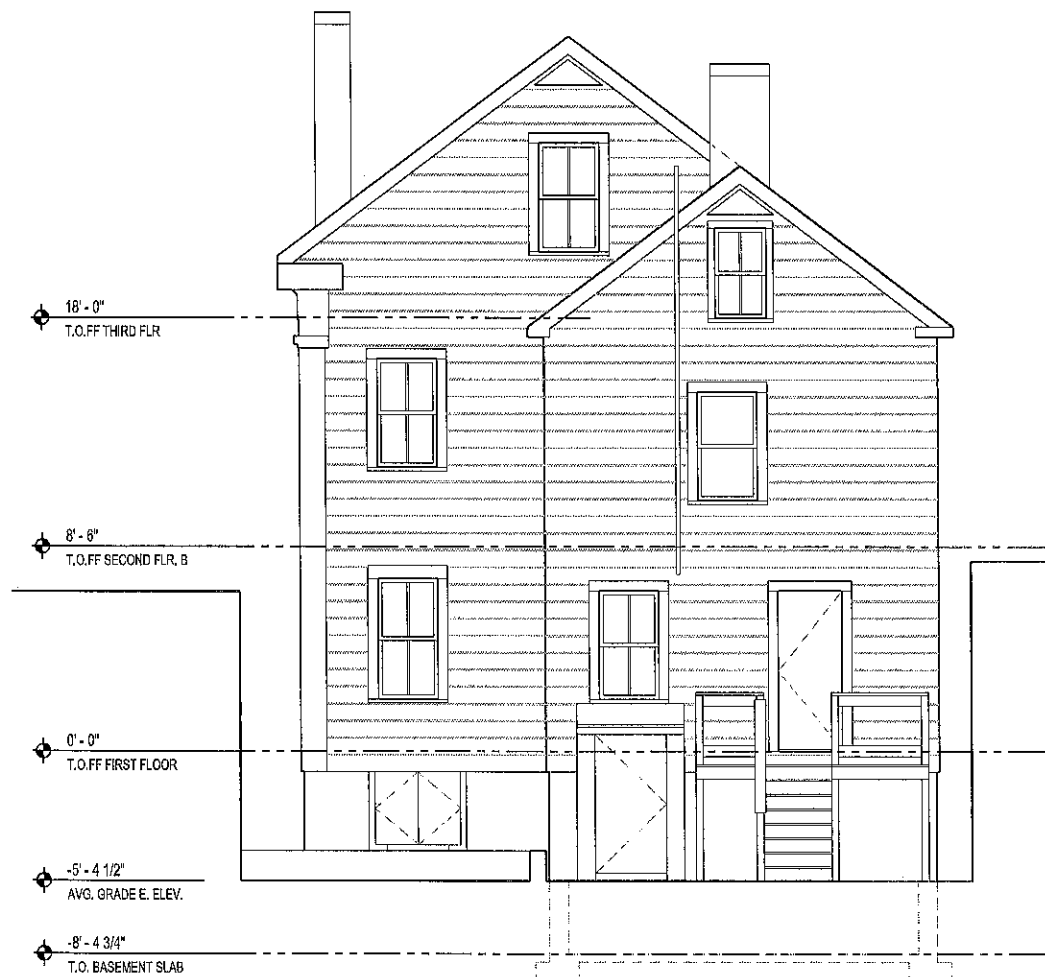 18' - 0"
T.O.FF THIRD FLR
8' - 6"
T.O.FF SECOND FLR. B
0' - 0"
T.O.FF FIRST FLOOR
-5' - 4 1/2"
AVG. GRADE E. ELEV.
-8' - 4 3/4"
T.O. BASEMENT SLAB